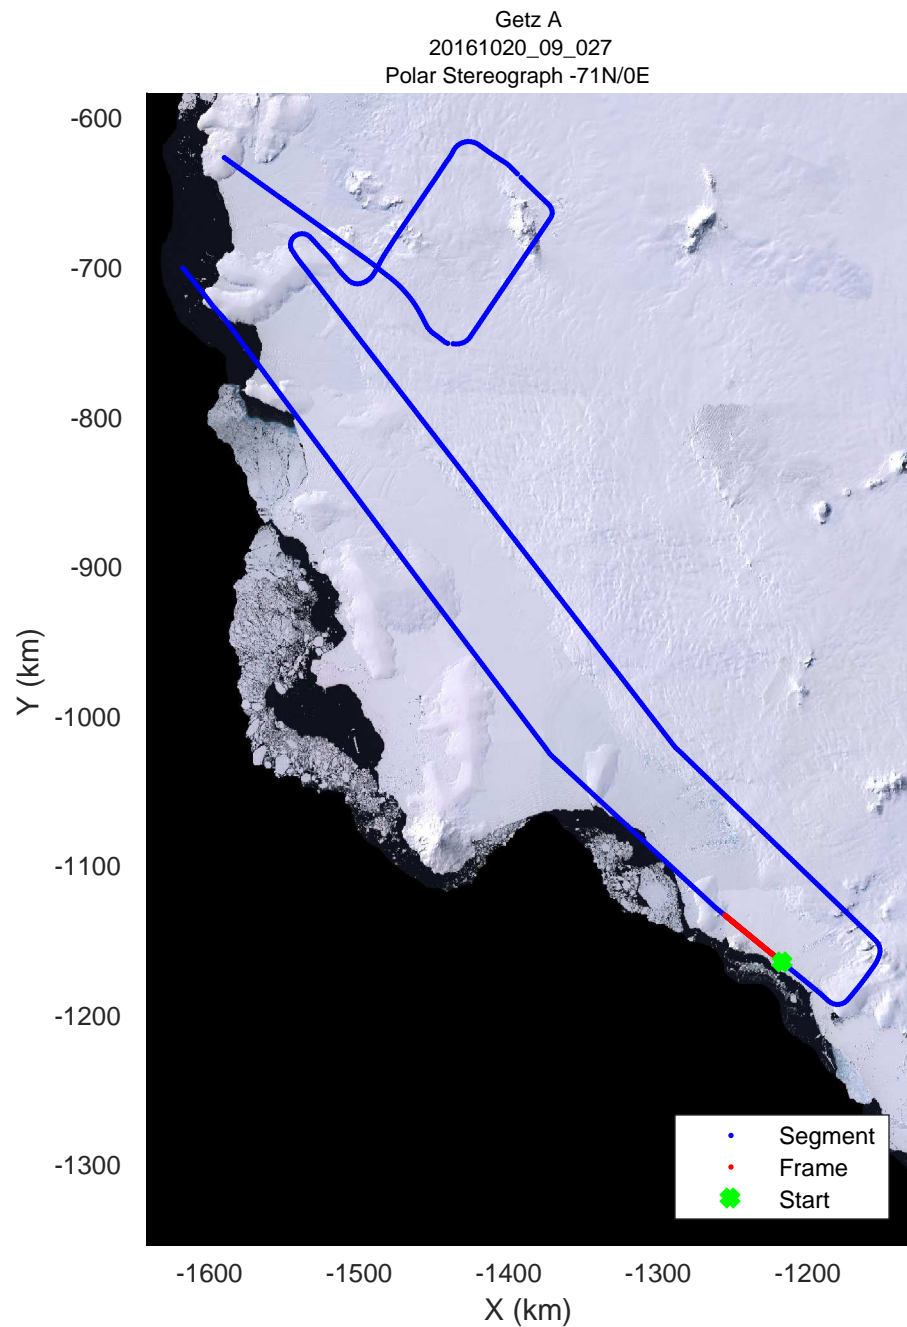 Getz A
20161020_09_027
Polar Stereograph -71N/0E
-600
-700
-800
-900
-1000
-1100
-1200
-1300
Y (km)
-1600
-1500
-1400
-1300
-1200
X (km)
Segment
Frame
Start